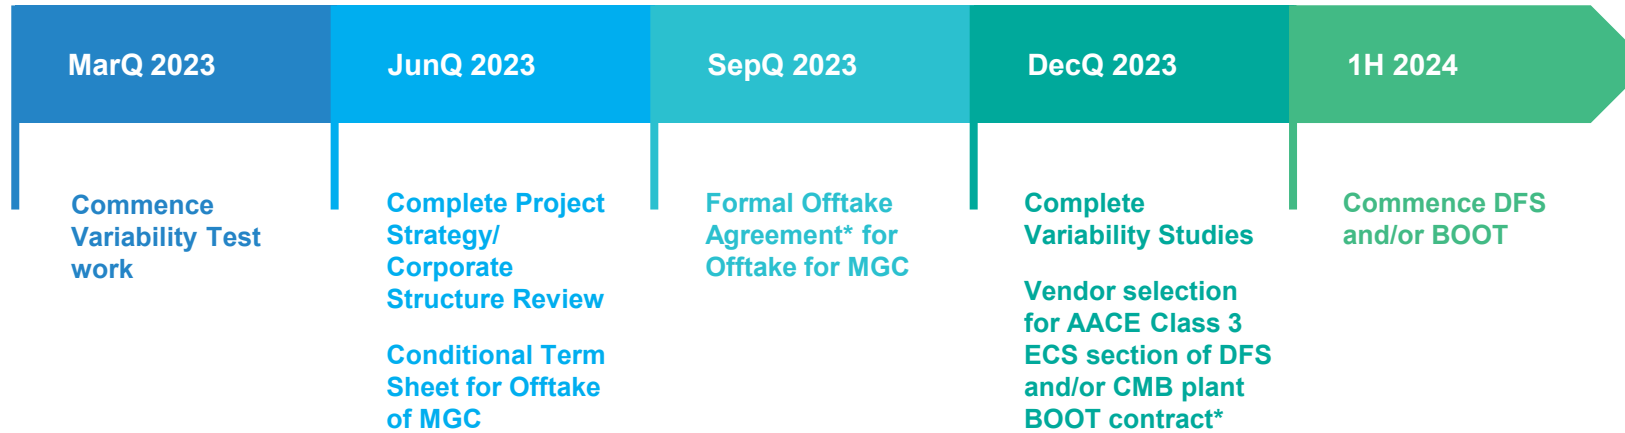 MarQ 2023
JunQ 2023
SepQ 2023
DecQ 2023
1H 2024
Commence
Variability Test
work
Complete Project
Strategy/
Corporate
Structure Review
Conditional Term
Sheet for Offtake
of MGC
Formal Offtake
Agreement* for
Offtake for MGC
Complete
Variability Studies
Vendor selection
for AACE Class 3
ECS section of DFS
and/or CMB plant
BOOT contract*
Commence DFS
and/or BOOT